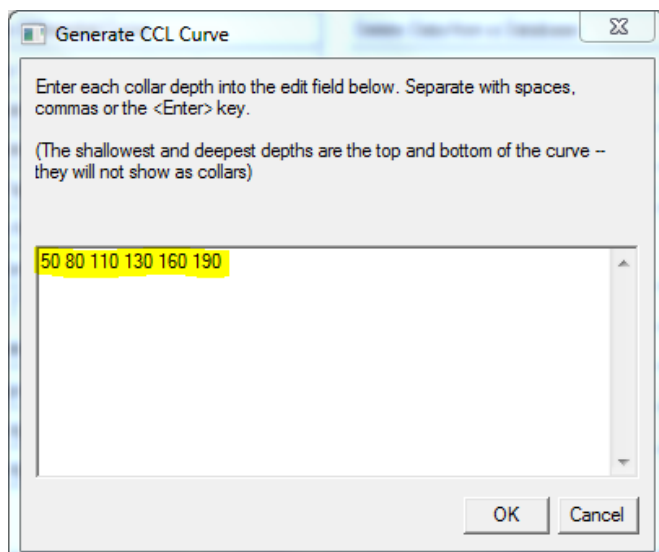 Generate CCL Curve
Enter each collar depth into the edit field below. Separate with spaces,
commas or the <Enter> key.
(The shallowest and deepest depths are the top and bottom of the curve --
they will not show as collars)
50 80 110 130 160 190
OK Cancel